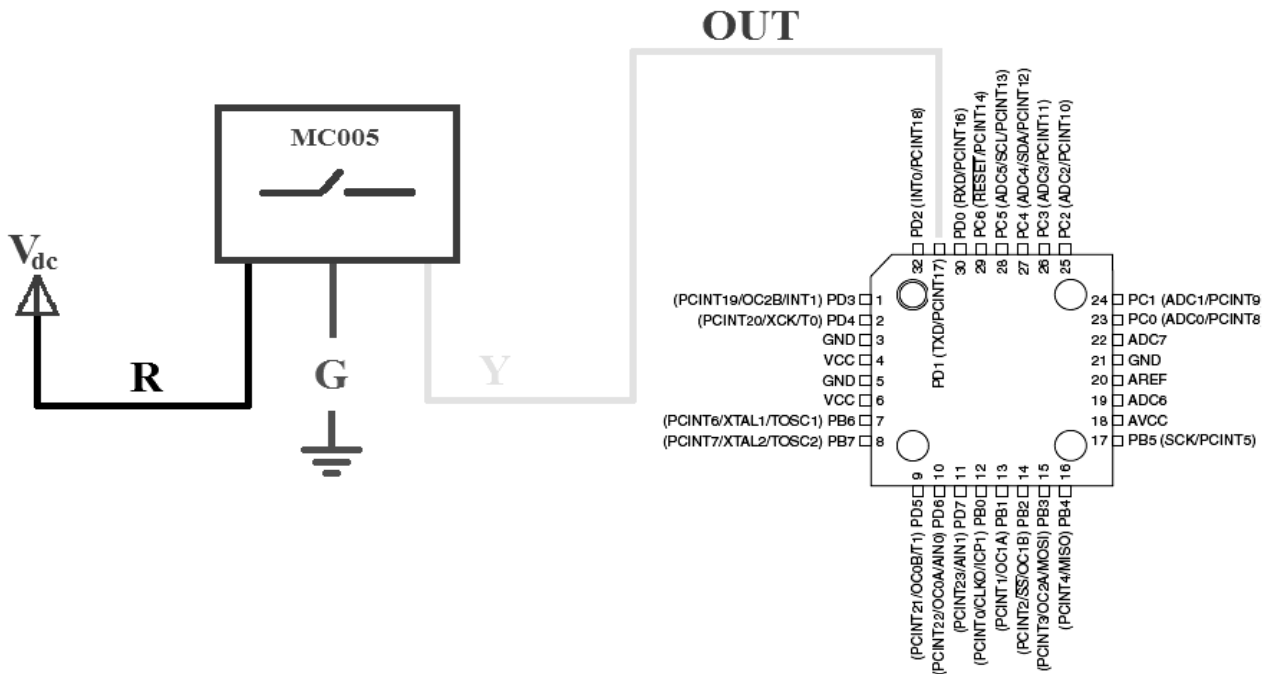 OUT
MC005
Vdc
R
G
Y
32 PD2 (INT0/PCINT18)
PD1 (TXD/PCINT17)
30 PD0 (RXD/PCINT16)
29 PC6 (RESET/PCINT14)
28 PC5 (ADC5/SCL/PCINT13)
27 PC4 (ADC4/SDA/PCINT12)
26 PC3 (ADC3/PCINT11)
25 PC2 (ADC2/PCINT10)
(PCINT19/OC2B/INT1) PD3 1
(PCINT20/XCK/T0) PD4 2
GND 3
VCC 4
GND 5
VCC 6
(PCINT6/XTAL1/TOSC1) PB6 7
(PCINT7/XTAL2/TOSC2) PB7 8
24 PC1 (ADC1/PCINT9
23 PC0 (ADC0/PCINT8
22 ADC7
21 GND
20 AREF
19 ADC6
18 AVCC
17 PB5 (SCK/PCINT5)
(PCINT21/OC0B/T1) PD5 9
(PCINT22/OC0A/AIN0) PD6 10
(PCINT23/AIN1) PD7 11
(PCINT0/CLKO/ICP1) PB0 12
(PCINT1/OC1A) PB1 13
(PCINT2/SS/OC1B) PB2 14
(PCINT3/OC2A/MOSI) PB3 15
(PCINT4/MISO) PB4 16